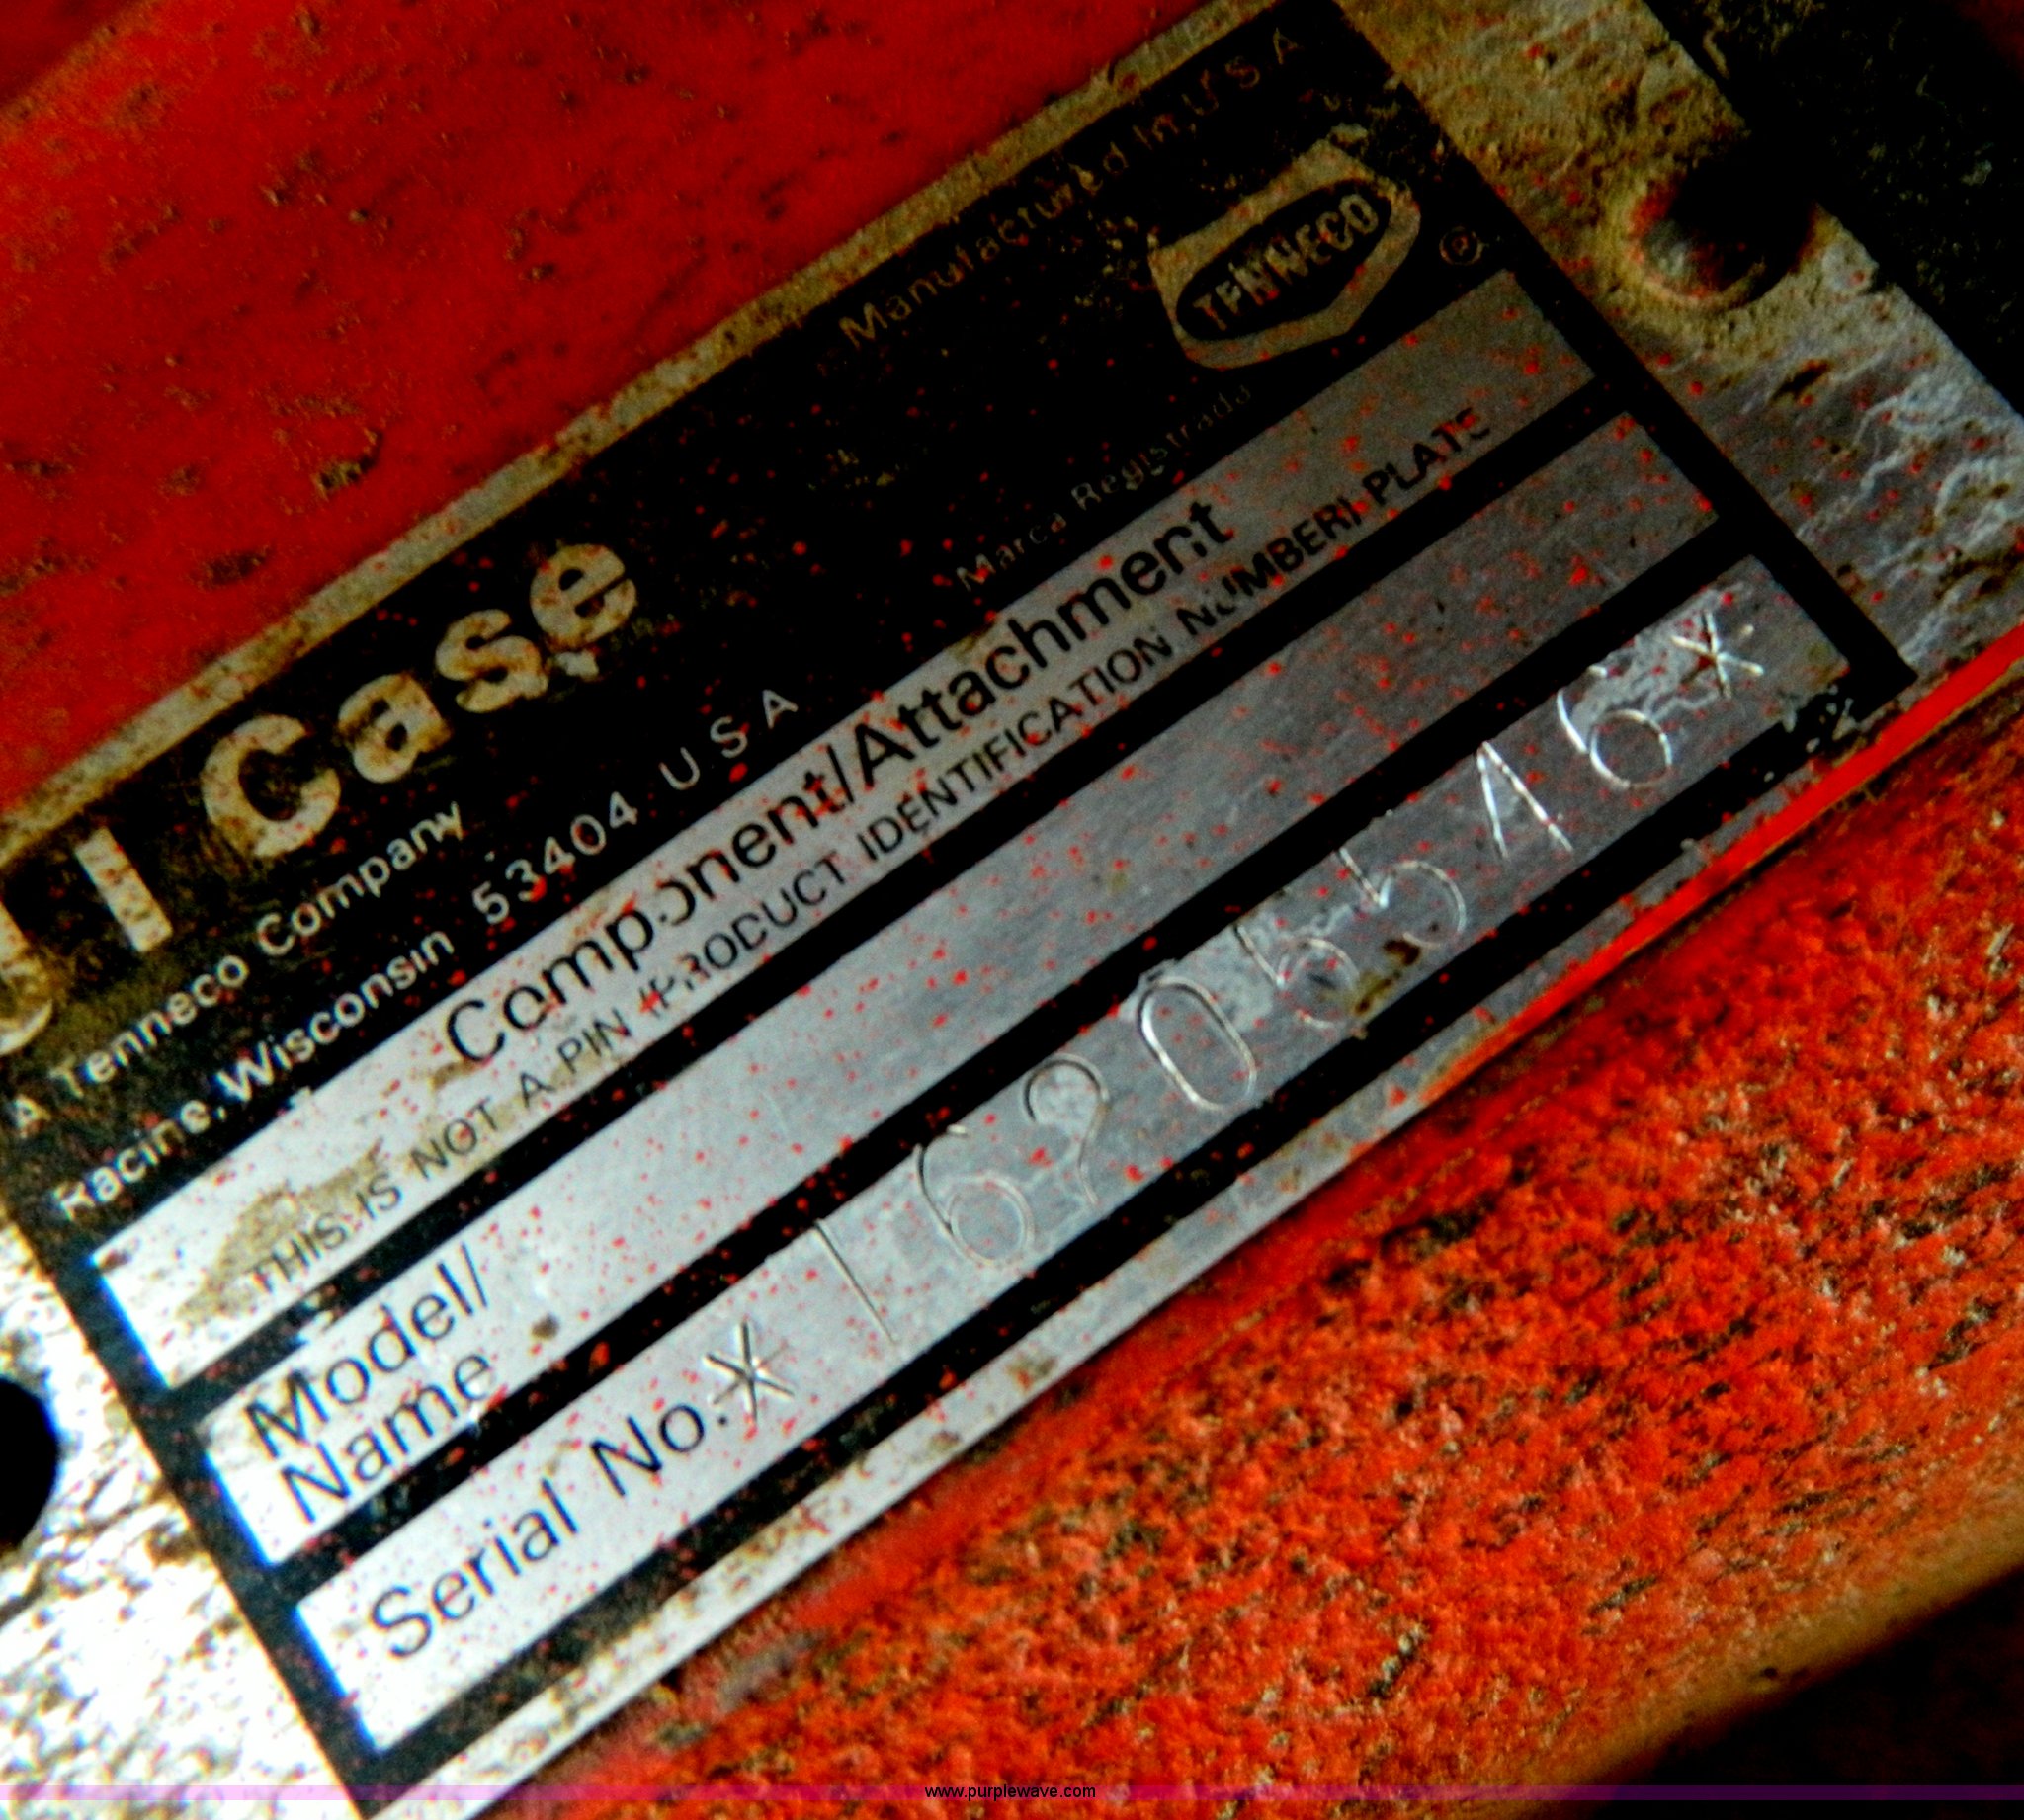 Manufactured In U S A
TENNECO
®
Marca Registrada
J I Case
A Tenneco Company
Racine, Wisconsin 53404 U S A
Component/Attachment
THIS IS NOT A PIN (PRODUCT IDENTIFICATION NUMBER) PLATE
Model/
Name
Serial No. *16205546*
www.purplewave.com